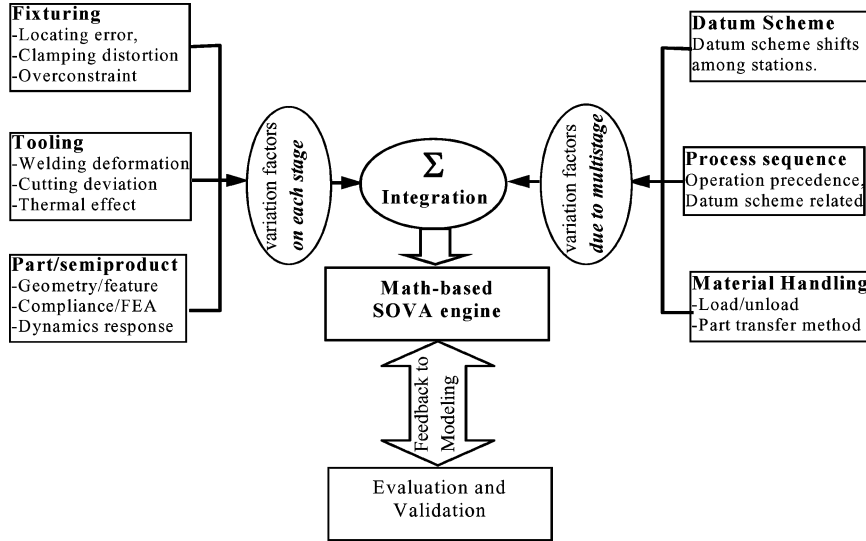 Fixturing
-Locating error,
-Clamping distortion
-Overconstraint
Tooling
-Welding deformation
-Cutting deviation
-Thermal effect
Part/semiproduct
-Geometry/feature
-Compliance/FEA
-Dynamics response
variation factors
on each stage
Σ
Integration
variation factors
due to multistage
Datum Scheme
Datum scheme shifts
among stations.
Process sequence
Operation precedence,
Datum scheme related
Material Handling
-Load/unload
-Part transfer method
Math-based
SOVA engine
Feedback to
Modeling
Evaluation and
Validation